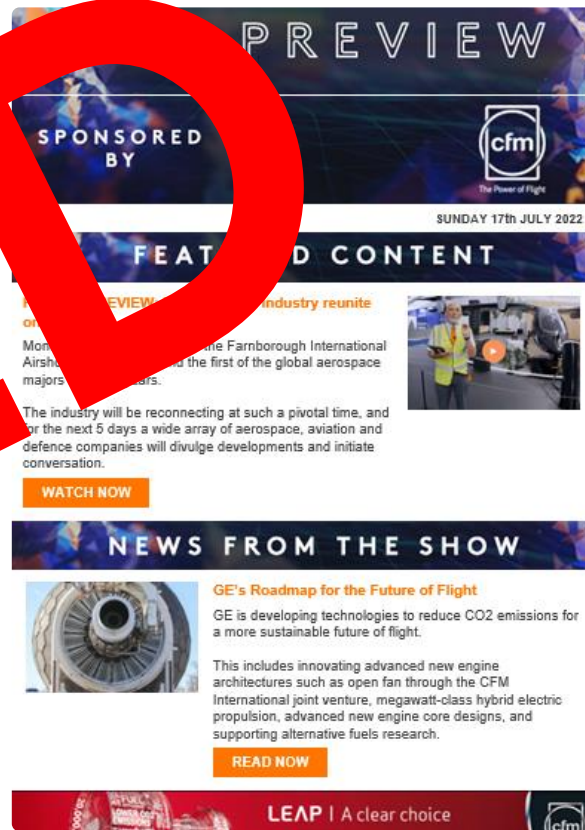 PREVIEW
SPONSORED
BY
cfm
The Power of Flight
SUNDAY 17th JULY 2022
D
FEAT D CONTENT
EVIEW industry reunite
Mon the Farnborough International
Airsh the first of the global aerospace
majors
The industry will be reconnecting at such a pivotal time, and
for the next 5 days a wide array of aerospace, aviation and
defence companies will divulge developments and initiate
conversation.
WATCH NOW
NEWS FROM THE SHOW
GE's Roadmap for the Future of Flight
GE is developing technologies to reduce CO2 emissions for
a more sustainable future of flight.
This includes innovating advanced new engine
architectures such as open fan through the CFM
International joint venture, megawatt-class hybrid electric
propulsion, advanced new engine core designs, and
supporting alternative fuels research.
READ NOW
LEAP | A clear choice
cfm